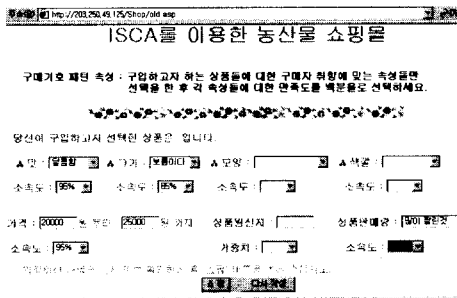 http://203.250.49.125/Shop/old.asp
ISCA를 이용한 농산물 쇼핑몰
구매기호 패턴 속성 : 구입하고자 하는 상품들에 대한 구매자 취향에 맞는 속성들만
선택을 한 후 각 속성들에 대한 만족도를 백분율로 선택하세요.
당신이 구입하고자 선택한 상품은 입니다.
▲ 맛 : 달콤함 ▲ 크기 : 보통이다 ▲ 모양 : ▲ 색깔 :
소속도 : 95% 소속도 : 85% 소속도 : 소속도 :
가격 : 20000 원 부터 25000 원 까지 상품원산지 : 상품판매량 : 많이 팔린것
소속도 : 95% 가중치 : 소속도 :
다시작성